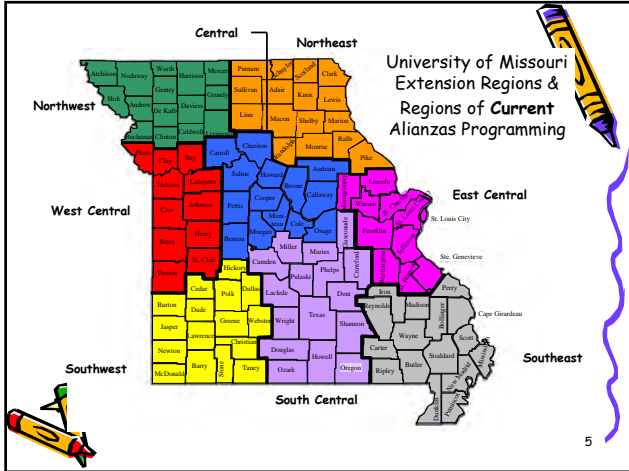 Central
Northeast
University of Missouri
Extension Regions &
Regions of Current
Alianzas Programming
Northwest
West Central
East Central
Southwest
South Central
Southeast
Atchison
Nodaway
Worth
Harrison
Mercer
Putnam
Schuyler
Scotland
Clark
Holt
Andrew
Gentry
De Kalb
Daviess
Grundy
Sullivan
Adair
Knox
Lewis
Buchanan
Clinton
Caldwell
Livingston
Linn
Macon
Shelby
Marion
Platte
Clay
Ray
Carroll
Chariton
Randolph
Monroe
Ralls
Pike
Jackson
Lafayette
Saline
Howard
Boone
Audrain
Callaway
Montgomery
Lincoln
Warren
St. Charles
St. Louis County
St. Louis City
Cass
Johnson
Pettis
Cooper
Moni-
teau
Cole
Osage
Gasconade
Franklin
Jefferson
Bates
Henry
Benton
Morgan
Miller
Maries
Crawford
Washington
Ste. Genevieve
Vernon
St. Clair
Hickory
Camden
Pulaski
Phelps
Perry
Cedar
Polk
Dallas
Laclede
Dent
Iron
Reynolds
Madison
Bollinger
Cape Girardeau
Barton
Dade
Greene
Webster
Wright
Texas
Shannon
Wayne
Scott
Mississippi
Jasper
Lawrence
Christian
Douglas
Howell
Carter
Stoddard
Newton
McDonald
Barry
Stone
Taney
Ozark
Oregon
Ripley
Butler
New Madrid
Dunklin
Pemiscot
5